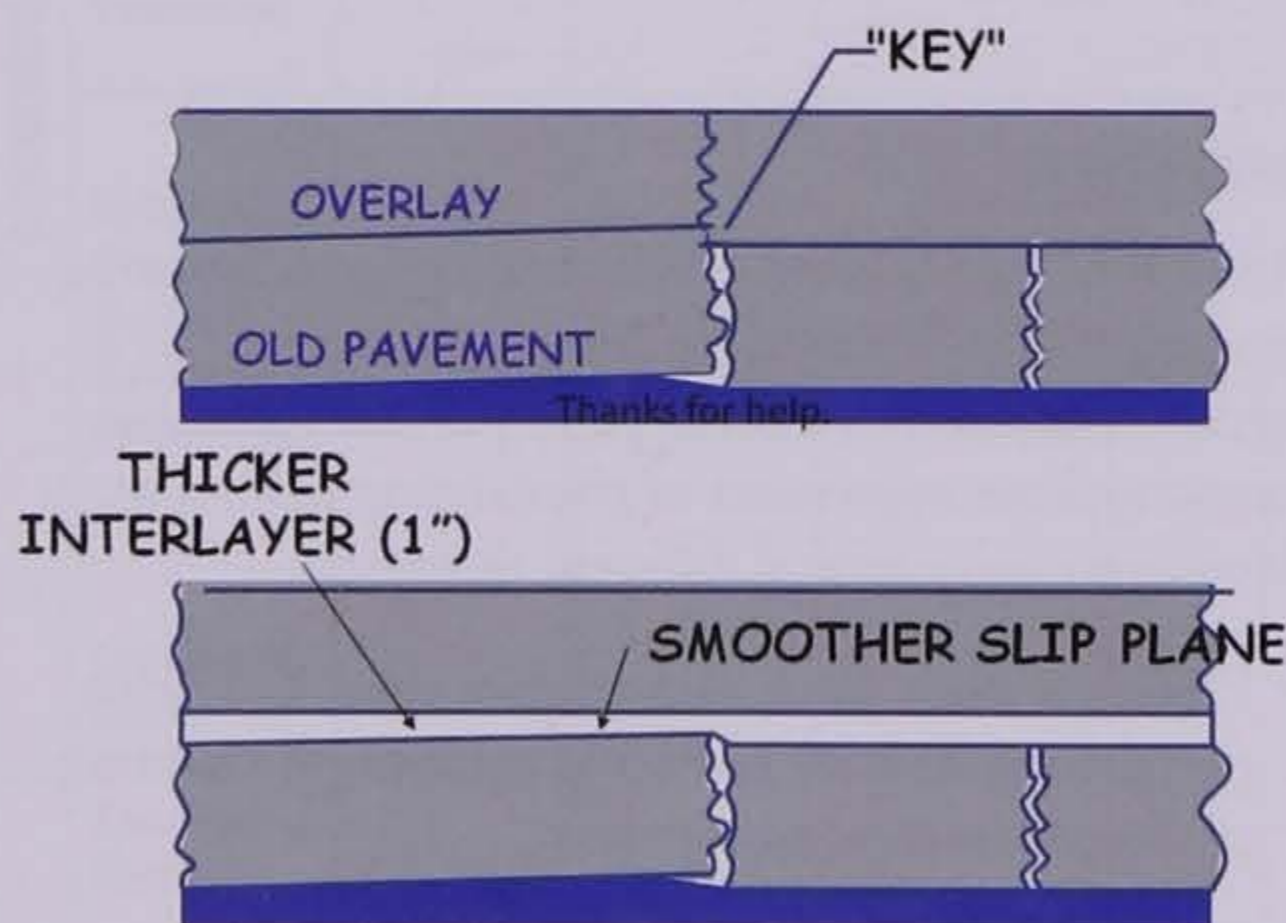 "KEY"
OVERLAY
OLD PAVEMENT
Thanks for help.
THICKER
INTERLAYER (1")
SMOOTHER SLIP PLANE